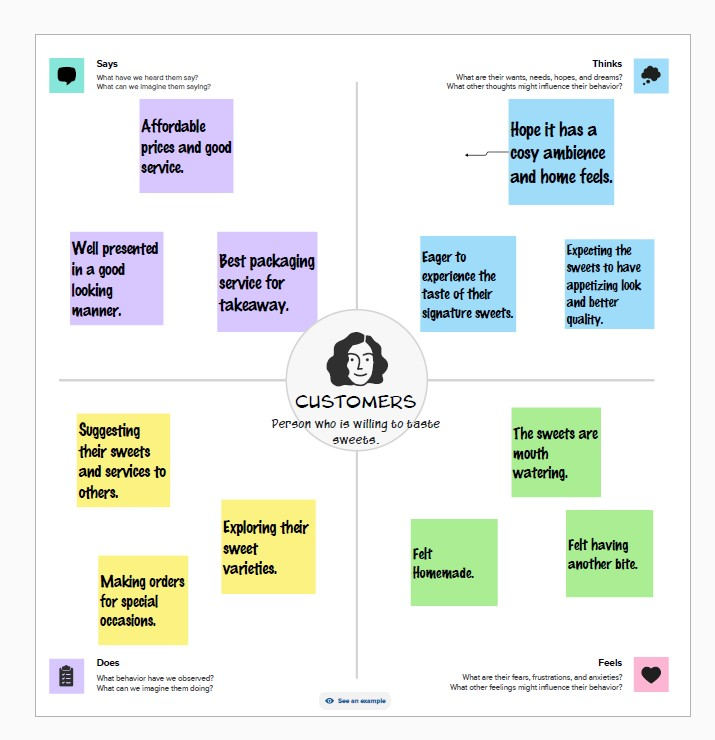 Says
What have we heard them say?
What can we imagine them saying?
Thinks
What are their wants, needs, hopes, and dreams?
What other thoughts might influence their behavior?
Affordable
prices and good
service.
Hope it has a
cosy ambience
and home feels.
Well presented
in a good
looking
manner.
Best packaging
service for
takeaway.
Eager to
experience the
taste of their
signature sweets.
Expecting the
sweets to have
appetizing look
and better
quality.
CUSTOMERS
Person who is willing to taste
sweets.
Suggesting
their sweets
and services to
others.
Exploring their
sweet
varieties.
Making orders
for special
occasions.
The sweets are
mouth
watering.
Felt
Homemade.
Felt having
another bite.
Does
What behavior have we observed?
What can we imagine them doing?
Feels
What are their fears, frustrations, and anxieties?
What other feelings might influence their behavior?
See an example